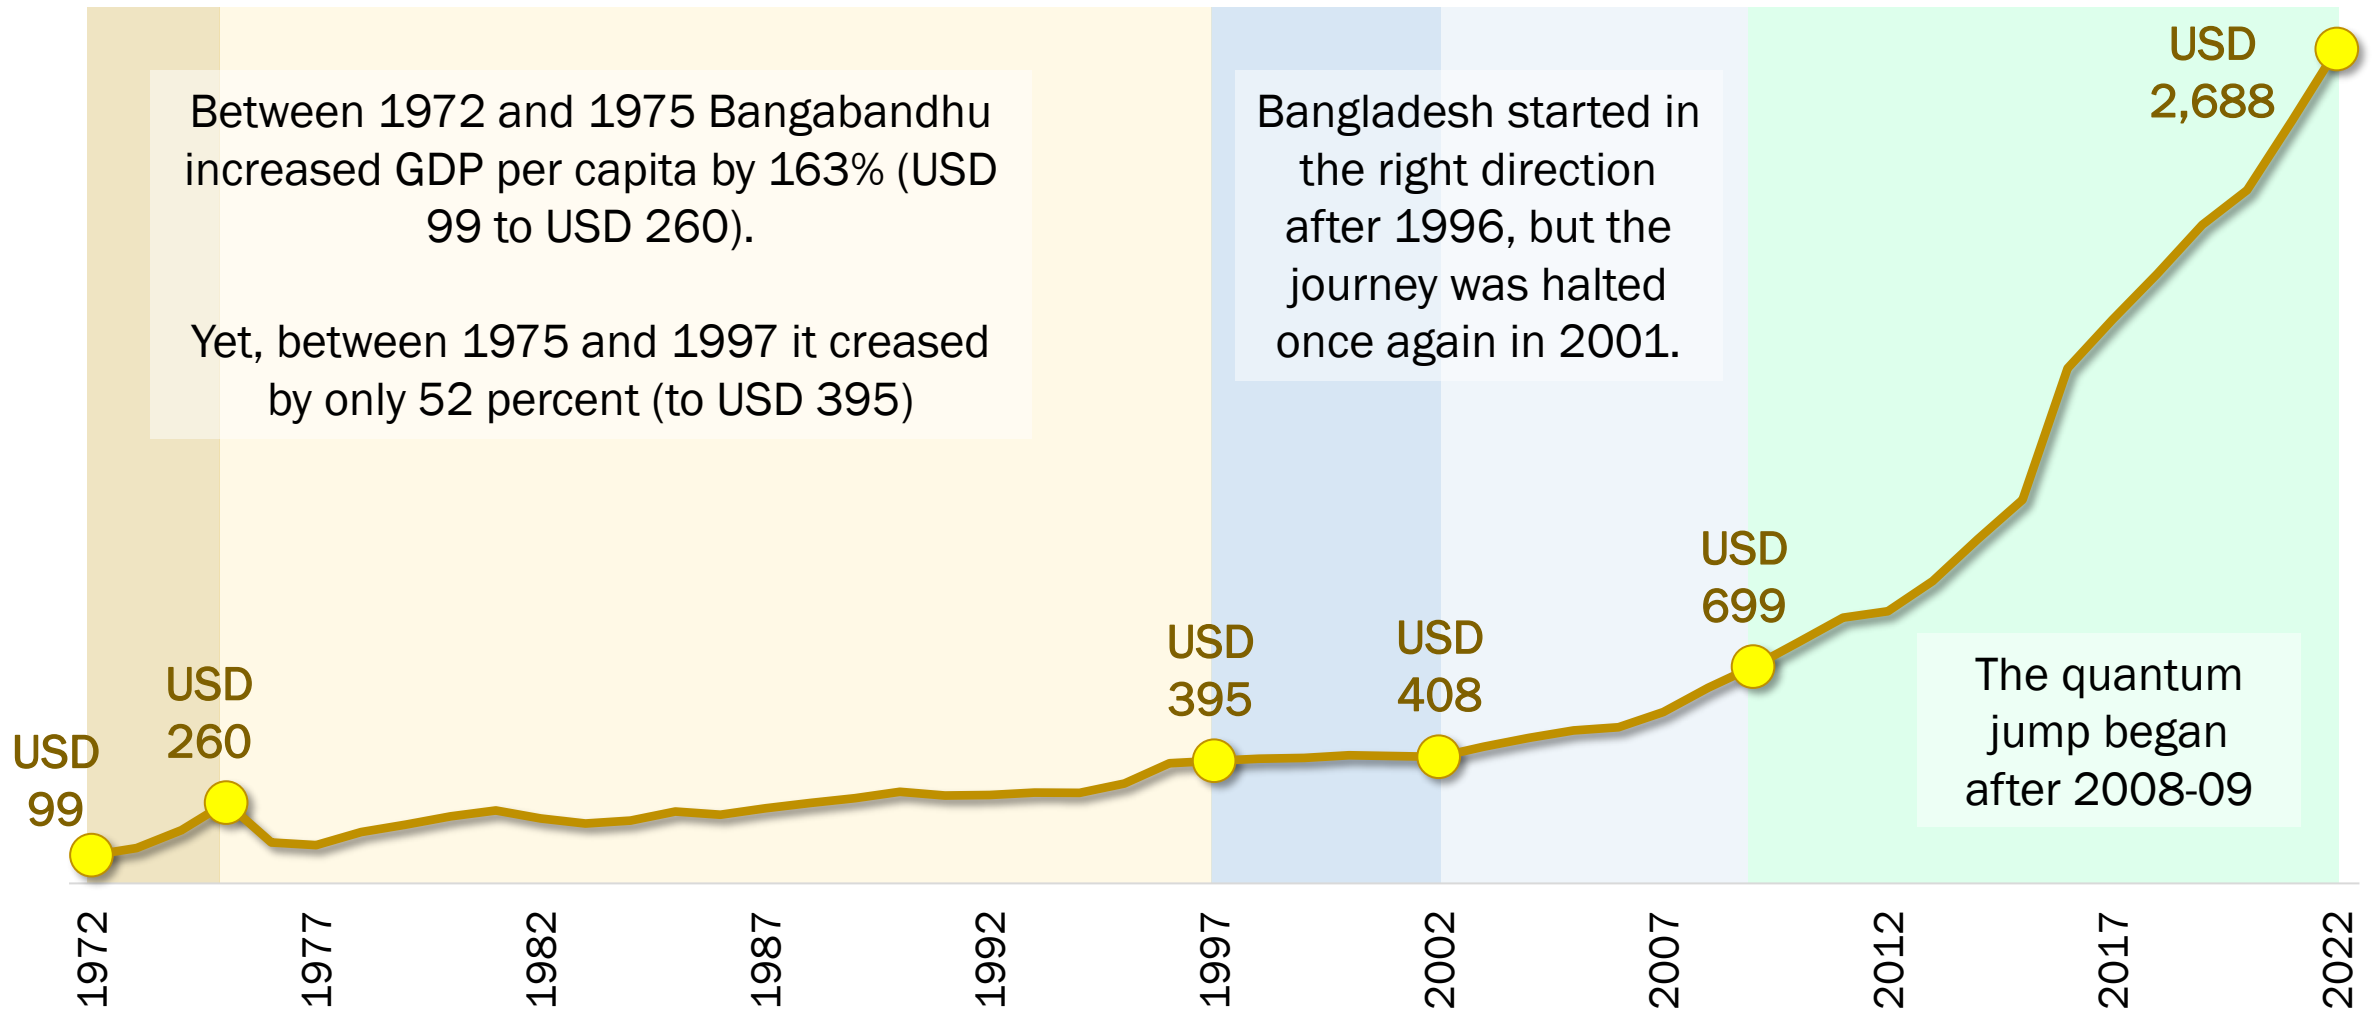 Between 1972 and 1975 Bangabandhu
increased GDP per capita by 163% (USD
99 to USD 260).
Yet, between 1975 and 1997 it creased
by only 52 percent (to USD 395)
Bangladesh started in
the right direction
after 1996, but the
journey was halted
once again in 2001.
USD
2,688
USD
699
USD
408
USD
395
USD
260
USD
99
The quantum
jump began
after 2008-09
1972
1977
1982
1987
1992
1997
2002
2007
2012
2017
2022